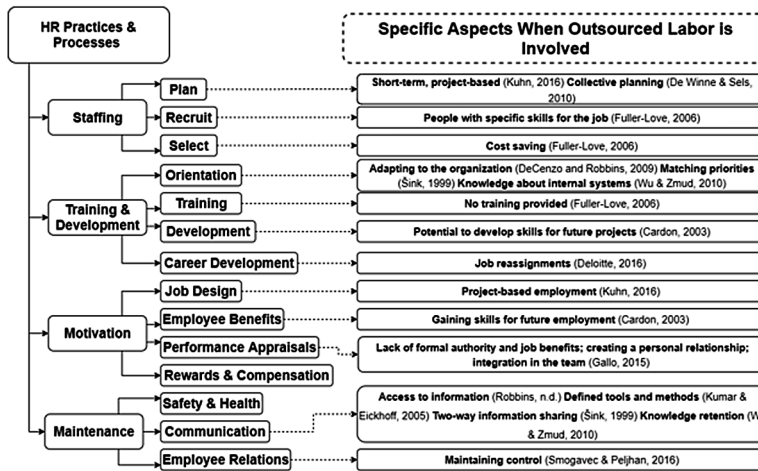 HR Practices &
Processes
Specific Aspects When Outsourced Labor is
Involved
Staffing
Plan
Short-term, project-based (Kuhn, 2016) Collective planning (De Winne & Sels,
2010)
Recruit
People with specific skills for the job (Fuller-Love, 2006)
Select
Cost saving (Fuller-Love, 2006)
Training &
Development
Orientation
Adapting to the organization (DeCenzo and Robbins, 2009) Matching priorities
(Šink, 1999) Knowledge about internal systems (Wu & Zmud, 2010)
Training
No training provided (Fuller-Love, 2006)
Development
Potential to develop skills for future projects (Cardon, 2003)
Career Development
Job reassignments (Deloitte, 2016)
Motivation
Job Design
Project-based employment (Kuhn, 2016)
Employee Benefits
Gaining skills for future employment (Cardon, 2003)
Performance Appraisals
Lack of formal authority and job benefits; creating a personal relationship;
integration in the team (Gallo, 2015)
Rewards & Compensation
Maintenance
Safety & Health
Communication
Access to information (Robbins, n.d.) Defined tools and methods (Kumar &
Eickhoff, 2005) Two-way information sharing (Šink, 1999) Knowledge retention (W
& Zmud, 2010)
Employee Relations
Maintaining control (Smogavec & Peljhan, 2016)